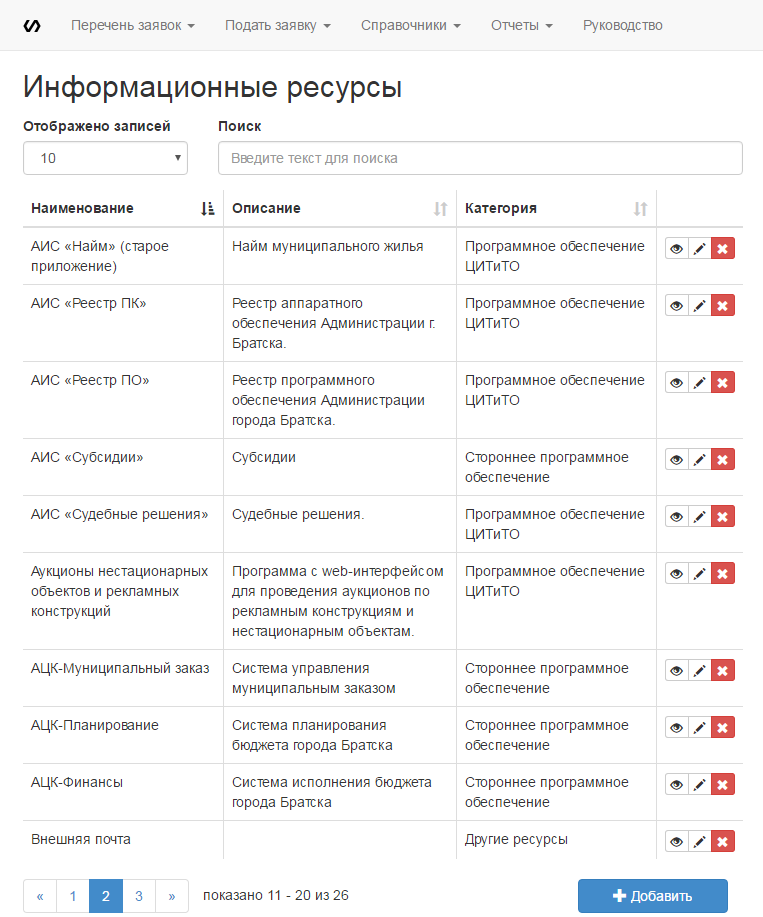 Перечень заявок Подать заявку Справочники Отчеты Руководство
Информационные ресурсы
Отображено записей Поиск
10 Введите текст для поиска
Наименование Описание Категория
АИС «Найм» (старое Найм муниципального жилья Программное обеспечение
приложение) ЦИТиТО
АИС «Реестр ПК» Реестр аппаратного Программное обеспечение
обеспечения Администрации г. ЦИТиТО
Братска.
АИС «Реестр ПО» Реестр программного Программное обеспечение
обеспечения Администрации ЦИТиТО
города Братска.
АИС «Субсидии» Субсидии Стороннее программное
обеспечение
АИС «Судебные решения» Судебные решения. Программное обеспечение
ЦИТиТО
Аукционы нестационарных Программа с web-интерфейсом Программное обеспечение
объектов и рекламных для проведения аукционов по ЦИТиТО
конструкций рекламным конструкциям и
нестационарным объектам.
АЦК-Муниципальный заказ Система управления Стороннее программное
муниципальным заказом обеспечение
АЦК-Планирование Система планирования Стороннее программное
бюджета города Братска обеспечение
АЦК-Финансы Система исполнения бюджета Стороннее программное
города Братска обеспечение
Внешняя почта Другие ресурсы
« 1 2 3 » показано 11 - 20 из 26 Добавить